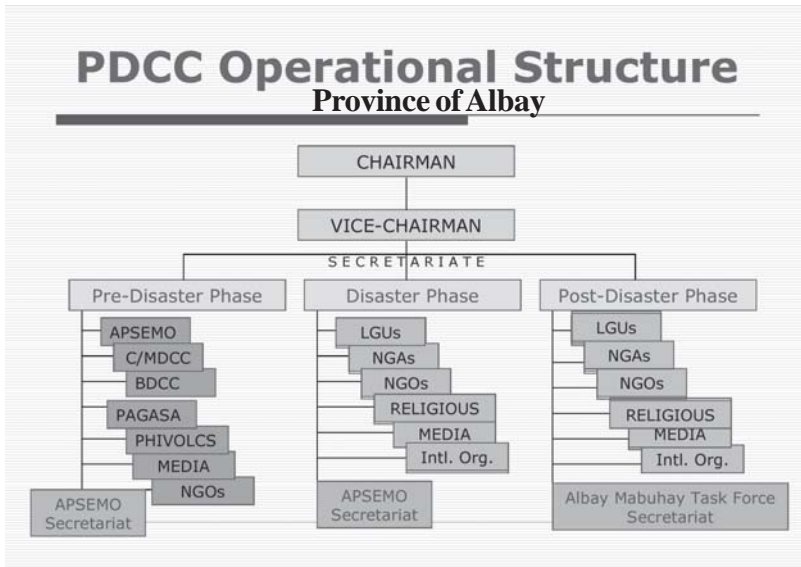 PDCC Operational Structure
Province of Albay
CHAIRMAN
VICE-CHAIRMAN
SECRETARIATE
Pre-Disaster Phase
APSEMO
C/MDCC
BDCC
PAGASA
PHIVOLCS
MEDIA
NGOs
APSEMO
Secretariat
Disaster Phase
LGUs
NGAs
NGOs
RELIGIOUS
MEDIA
Intl. Org.
APSEMO
Secretariat
Post-Disaster Phase
LGUs
NGAs
NGOs
RELIGIOUS
MEDIA
Intl. Org.
Albay Mabuhay Task Force
Secretariat